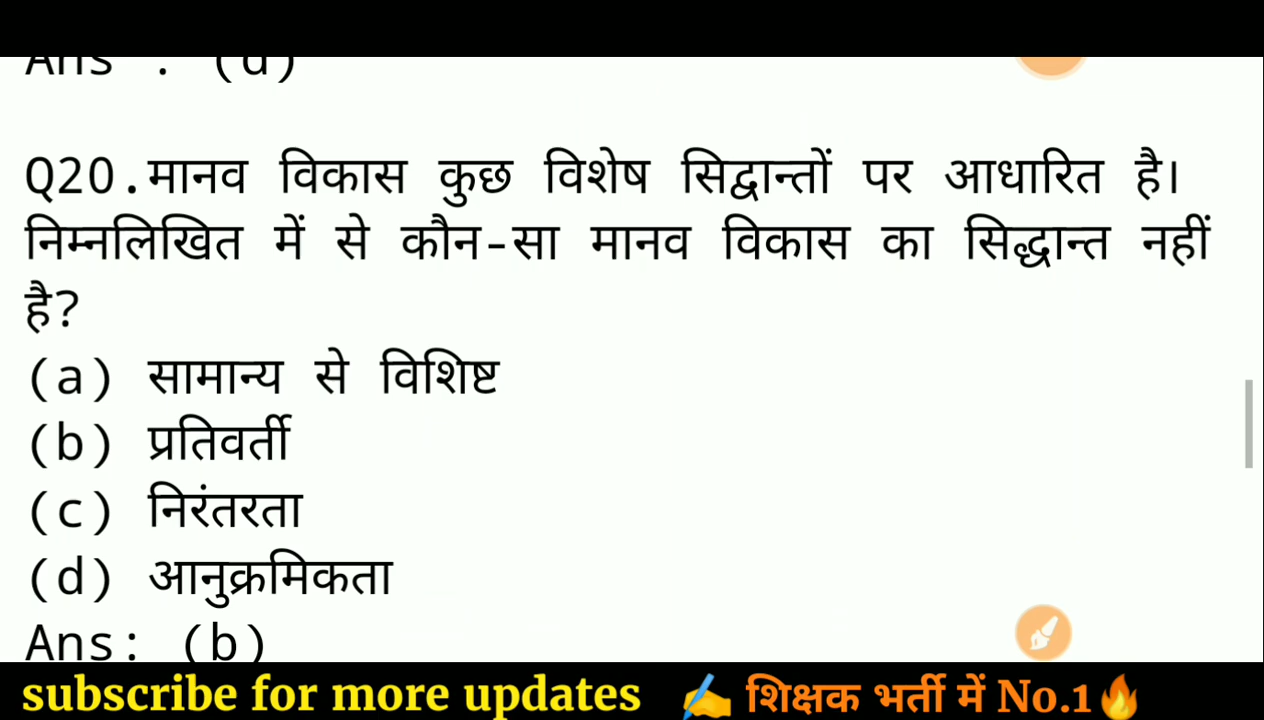 Ans : (d)
Q20.मानव विकास कुछ विशेष सिद्वान्तों पर आधारित है।
निम्नलिखित में से कौन-सा मानव विकास का सिद्धान्त नहीं
है?
(a) सामान्य से विशिष्ट
(b) प्रतिवर्ती
(c) निरंतरता
(d) आनुक्रमिकता
Ans: (b)
subscribe for more updates ✍️ शिक्षक भर्ती में No.1🔥